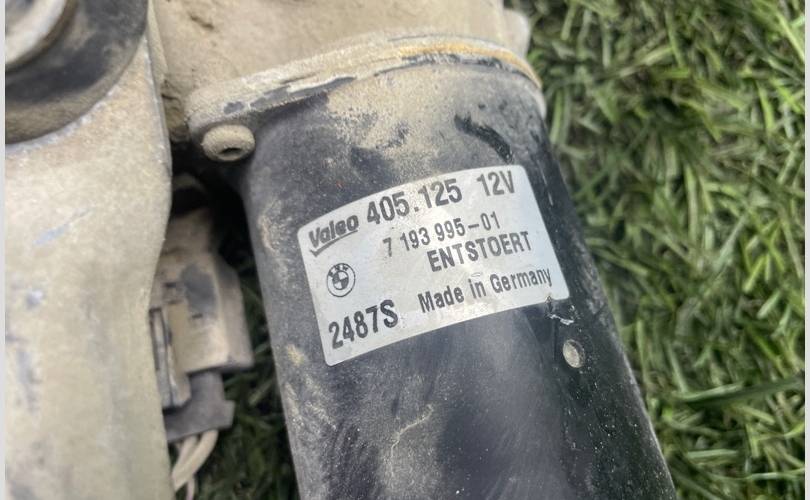 Valeo 405.125 12V
7 193 995-01
ENTSTOERT
2487S Made in Germany